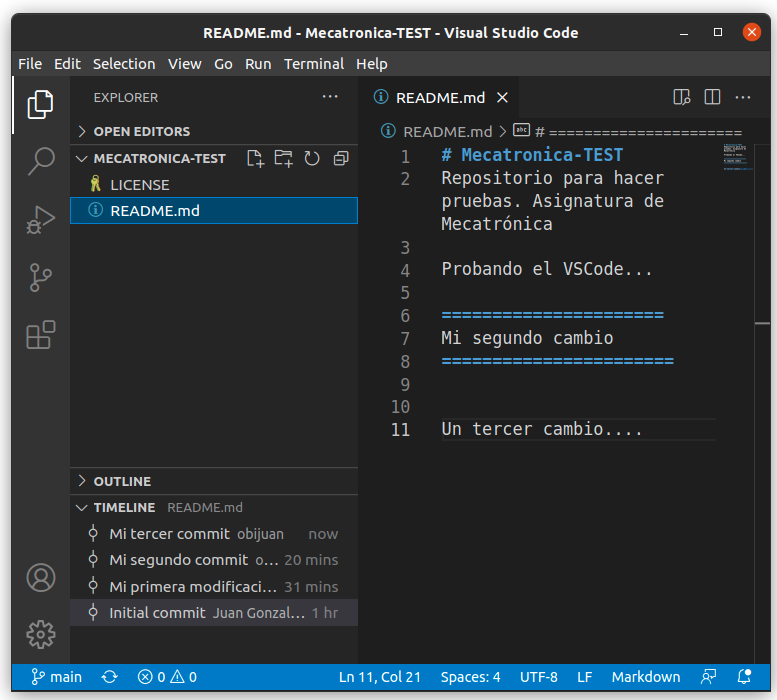 README.md - Mecatronica-TEST - Visual Studio Code
File Edit Selection View Go Run Terminal Help
EXPLORER
OPEN EDITORS
MECATRONICA-TEST
LICENSE
README.md
OUTLINE
TIMELINE README.md
Mi tercer commit obijuan now
Mi segundo commit o... 20 mins
Mi primera modificaci... 31 mins
Initial commit Juan Gonzal... 1 hr
README.md
README.md > abc # ======================
1 # Mecatronica-TEST
2 Repositorio para hacer
pruebas. Asignatura de
Mecatrónica
3
4 Probando el VSCode...
5
6 ======================
7 Mi segundo cambio
8 =======================
9
10
11 Un tercer cambio....
main 0 0 Ln 11, Col 21 Spaces: 4 UTF-8 LF Markdown